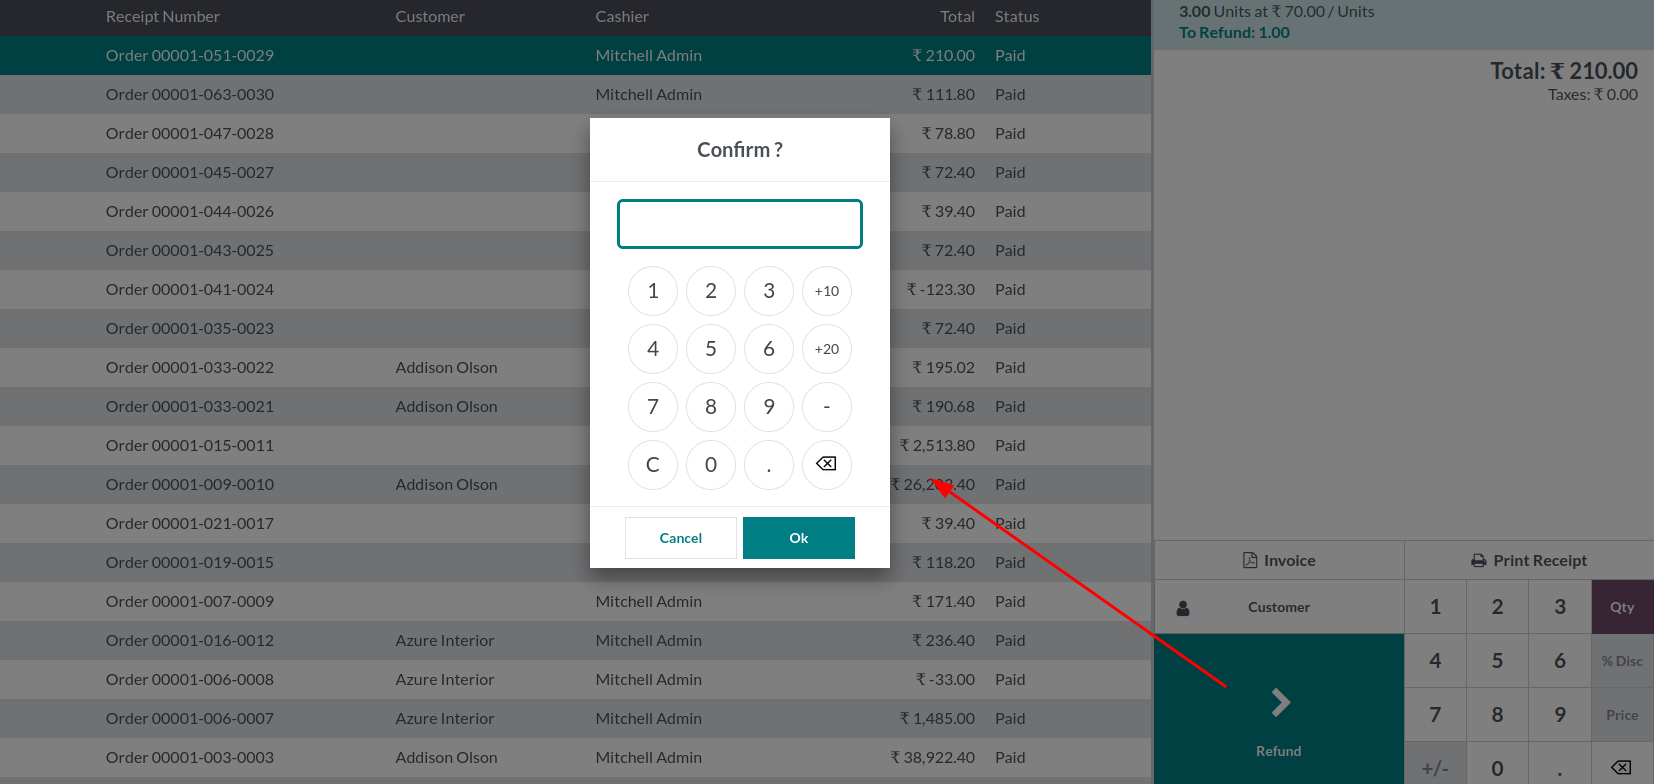 Receipt Number Customer Cashier Total Status
Order 00001-051-0029 Mitchell Admin ₹ 210.00 Paid
Order 00001-063-0030 Mitchell Admin ₹ 111.80 Paid
Order 00001-047-0028 ₹ 78.80 Paid
Order 00001-045-0027 ₹ 72.40 Paid
Order 00001-044-0026 ₹ 39.40 Paid
Order 00001-043-0025 ₹ 72.40 Paid
Order 00001-041-0024 ₹ -123.30 Paid
Order 00001-035-0023 ₹ 72.40 Paid
Order 00001-033-0022 Addison Olson ₹ 195.02 Paid
Order 00001-033-0021 Addison Olson ₹ 190.68 Paid
Order 00001-015-0011 ₹ 2,513.80 Paid
Order 00001-009-0010 Addison Olson Paid
Order 00001-021-0017 ₹ 39.40 Paid
Order 00001-019-0015 ₹ 118.20 Paid
Order 00001-007-0009 Mitchell Admin ₹ 171.40 Paid
Order 00001-016-0012 Azure Interior Mitchell Admin ₹ 236.40 Paid
Order 00001-006-0008 Azure Interior Mitchell Admin ₹ -33.00 Paid
Order 00001-006-0007 Azure Interior Mitchell Admin ₹ 1,485.00 Paid
Order 00001-003-0003 Addison Olson Mitchell Admin ₹ 38,922.40 Paid
Confirm ?
1 2 3 +10
4 5 6 +20
7 8 9 -
C 0 .
Cancel Ok
3.00 Units at ₹ 70.00 / Units
To Refund: 1.00
Total: ₹ 210.00
Taxes: ₹ 0.00
Invoice Print Receipt
Customer 1 2 3 Qty
4 5 6 % Disc
7 8 9 Price
Refund
+/- 0 .